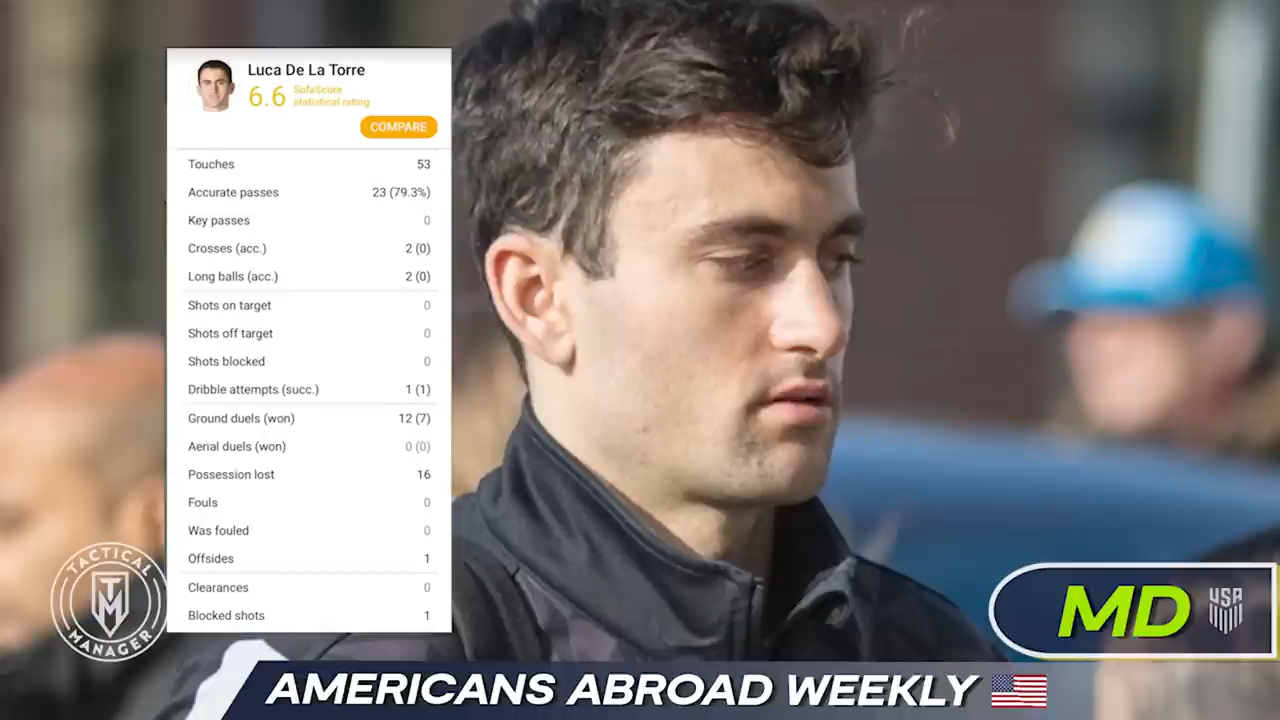 Luca De La Torre
6.6
SofaScore
statistical rating
COMPARE
Touches 53
Accurate passes 23 (79.3%)
Key passes 0
Crosses (acc.) 2 (0)
Long balls (acc.) 2 (0)
Shots on target 0
Shots off target 0
Shots blocked 0
Dribble attempts (succ.) 1 (1)
Ground duels (won) 12 (7)
Aerial duels (won) 0 (0)
Possession lost 16
Fouls 0
Was fouled 0
Offsides 1
Clearances 0
Blocked shots 1
TACTICAL
TM
MANAGER
MD
USA
AMERICANS ABROAD WEEKLY